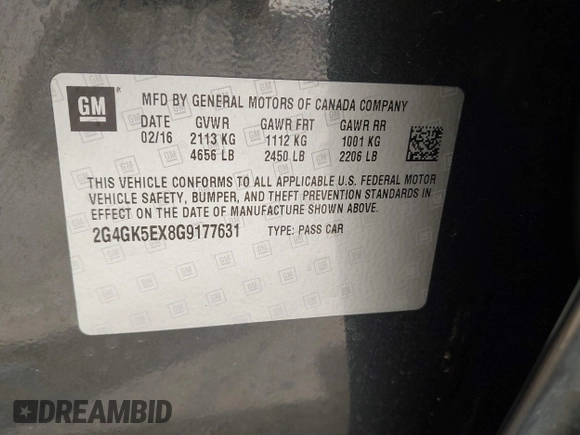 GM
MFD BY GENERAL MOTORS OF CANADA COMPANY
DATE GVWR GAWR FRT GAWR RR
02/16 2113 KG 1112 KG 1001 KG
4656 LB 2450 LB 2206 LB
THIS VEHICLE CONFORMS TO ALL APPLICABLE U.S. FEDERAL MOTOR
VEHICLE SAFETY, BUMPER, AND THEFT PREVENTION STANDARDS IN
EFFECT ON THE DATE OF MANUFACTURE SHOWN ABOVE.
2G4GK5EX8G9177631 TYPE: PASS CAR
DREAMBID